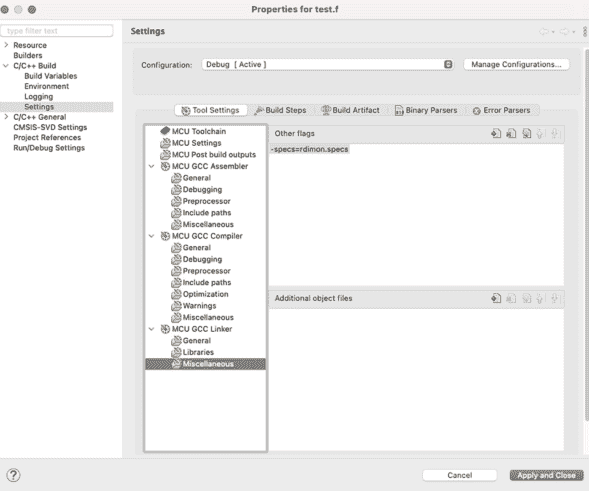 Properties for test.f
type filter text
Settings
Resource
Builders
C/C++ Build
Build Variables
Environment
Logging
Settings
C/C++ General
CMSIS-SVD Settings
Project References
Run/Debug Settings
Configuration:
Debug [ Active ]
Manage Configurations...
Tool Settings
Build Steps
Build Artifact
Binary Parsers
Error Parsers
MCU Toolchain
MCU Settings
MCU Post build outputs
MCU GCC Assembler
General
Debugging
Preprocessor
Include paths
Miscellaneous
MCU GCC Compiler
General
Debugging
Preprocessor
Include paths
Optimization
Warnings
Miscellaneous
MCU GCC Linker
General
Libraries
Miscellaneous
Other flags
-specs=rdimon.specs
Additional object files
?
Cancel
Apply and Close